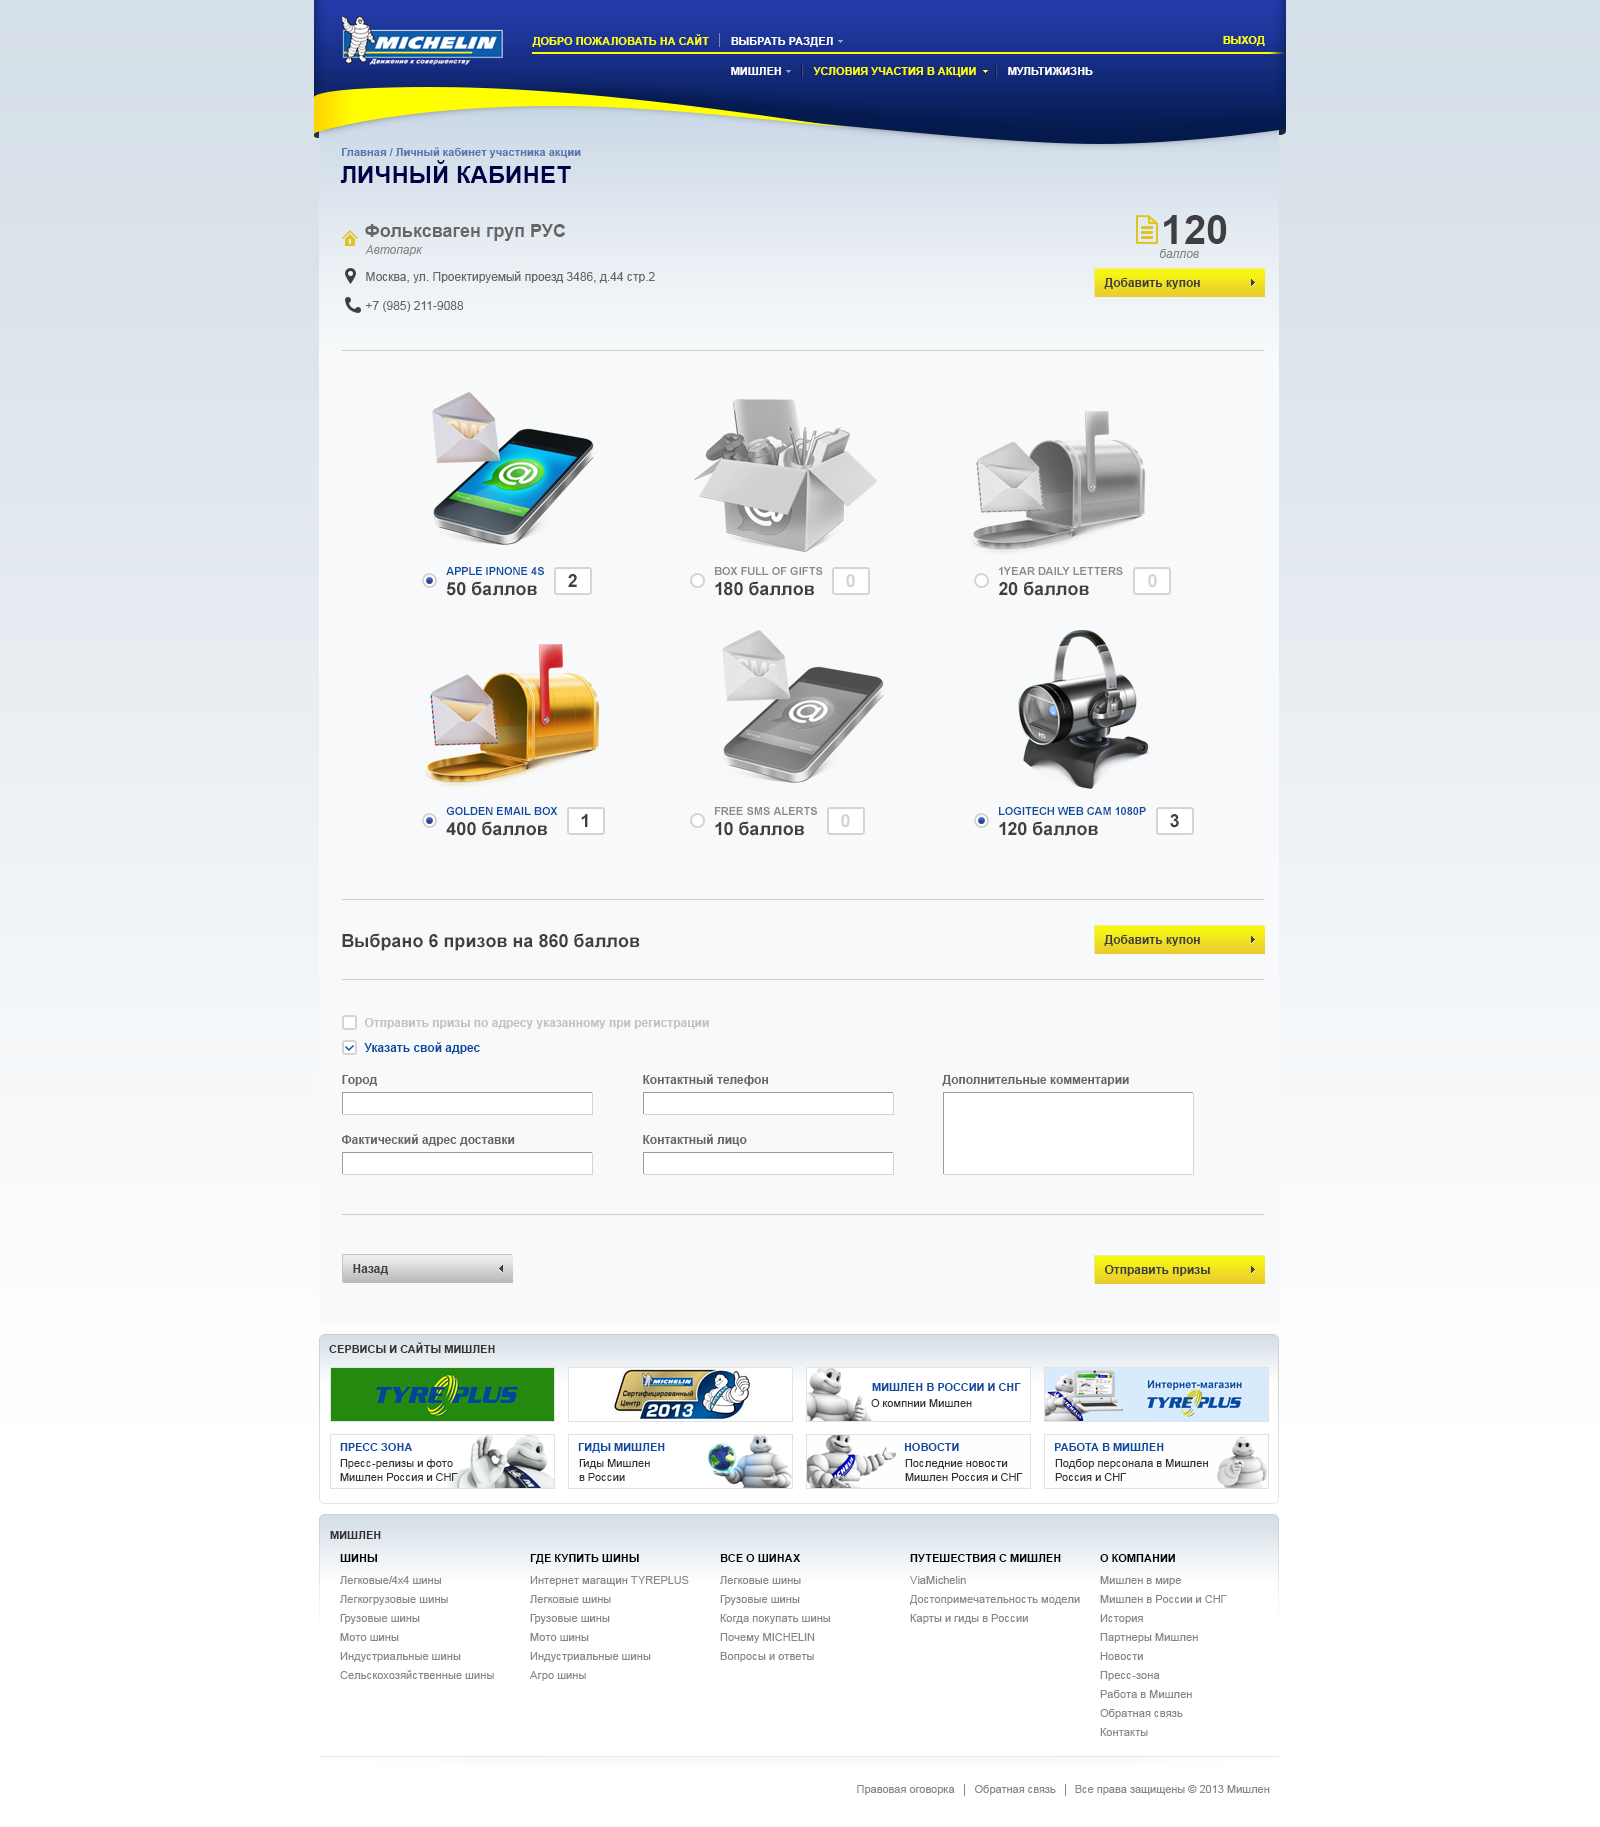 MICHELIN
Движение к совершенству
ДОБРО ПОЖАЛОВАТЬ НА САЙТ
ВЫБРАТЬ РАЗДЕЛ
ВЫХОД
МИШЛЕН
УСЛОВИЯ УЧАСТИЯ В АКЦИИ
МУЛЬТИЖИЗНЬ
Главная / Личный кабинет участника акции
ЛИЧНЫЙ КАБИНЕТ
Фольксваген груп РУС
Автопарк
Москва, ул. Проектируемый проезд 3486, д.44 стр.2
+7 (985) 211-9088
120
баллов
Добавить купон
APPLE IPNONE 4S
50 баллов
2
BOX FULL OF GIFTS
180 баллов
0
1YEAR DAILY LETTERS
20 баллов
0
GOLDEN EMAIL BOX
400 баллов
1
FREE SMS ALERTS
10 баллов
0
HD
LOGITECH WEB CAM 1080P
120 баллов
3
Выбрано 6 призов на 860 баллов
Добавить купон
Отправить призы по адресу указанному при регистрации
Указать свой адрес
Город
Контактный телефон
Дополнительные комментарии
Фактический адрес доставки
Контактный лицо
Назад
Отправить призы
СЕРВИСЫ И САЙТЫ МИШЛЕН
TYREPLUS
MICHELIN
Сертифицированный
Центр
2013
МИШЛЕН В РОССИИ И СНГ
О компнии Мишлен
Интернет-магазин
TYREPLUS
ПРЕСС ЗОНА
Пресс-релизы и фото
Мишлен Россия и СНГ
ГИДЫ МИШЛЕН
Гиды Мишлен
в России
НОВОСТИ
Последние новости
Мишлен Россия и СНГ
РАБОТА В МИШЛЕН
Подбор персонала в Мишлен
Россия и СНГ
МИШЛЕН
ШИНЫ
Легковые/4x4 шины
Легкогрузовые шины
Грузовые шины
Мото шины
Индустриальные шины
Сельскохозяйственные шины
ГДЕ КУПИТЬ ШИНЫ
Интернет магащин TYREPLUS
Легковые шины
Грузовые шины
Мото шины
Индустриальные шины
Агро шины
ВСЕ О ШИНАХ
Легковые шины
Грузовые шины
Когда покупать шины
Почему MICHELIN
Вопросы и ответы
ПУТЕШЕСТВИЯ С МИШЛЕН
ViaMichelin
Достопримечательность модели
Карты и гиды в России
О КОМПАНИИ
Мишлен в мире
Мишлен в России и СНГ
История
Партнеры Мишлен
Новости
Пресс-зона
Работа в Мишлен
Обратная связь
Контакты
Правовая оговорка
Обратная связь
Все права защищены © 2013 Мишлен